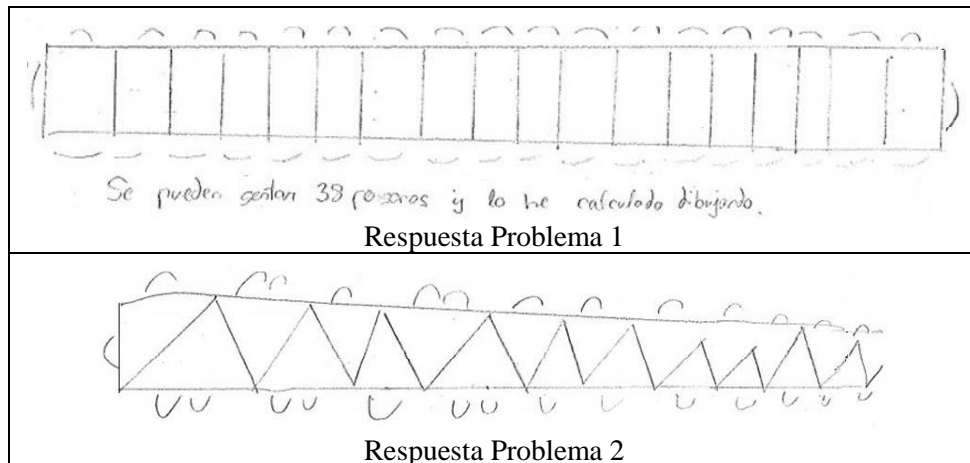 Se pueden sentar 38 personas y lo he calculado dibujando.
Respuesta Problema 1
Respuesta Problema 2